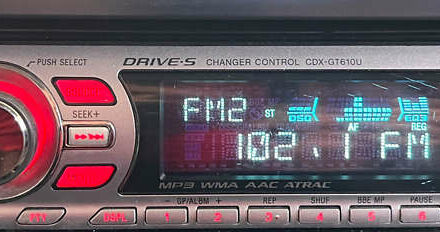 PUSH SELECT DRIVE·S CHANGER CONTROL CDX-GT610U
SEEK+
FM2 ST DSO EQ3
AF REG
102.1 FM
MP3 WMA AAC ATRAC
− GP/ALBM + REP SHUF BBE MP PAUSE
DSPL 1 2 3 4 5 6